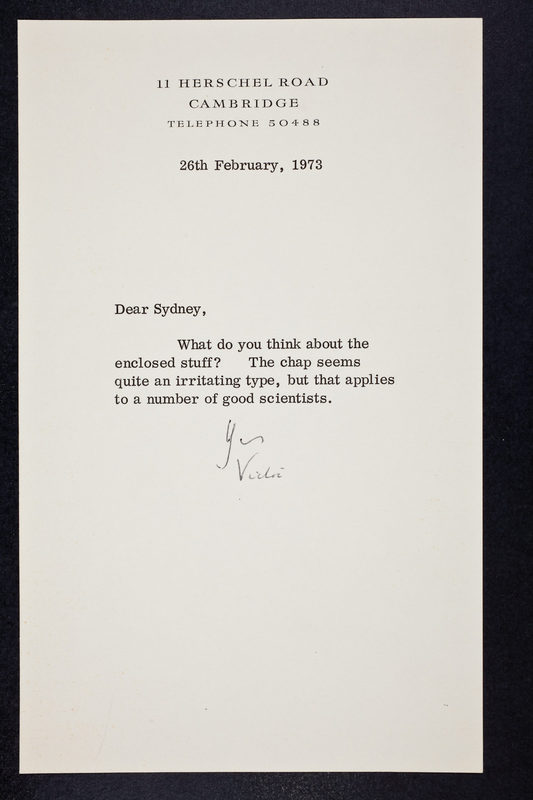 11 HERSCHEL ROAD
CAMBRIDGE
TELEPHONE 50488
26th February, 1973
Dear Sydney,
What do you think about the
enclosed stuff? The chap seems
quite an irritating type, but that applies
to a number of good scientists.
Victor